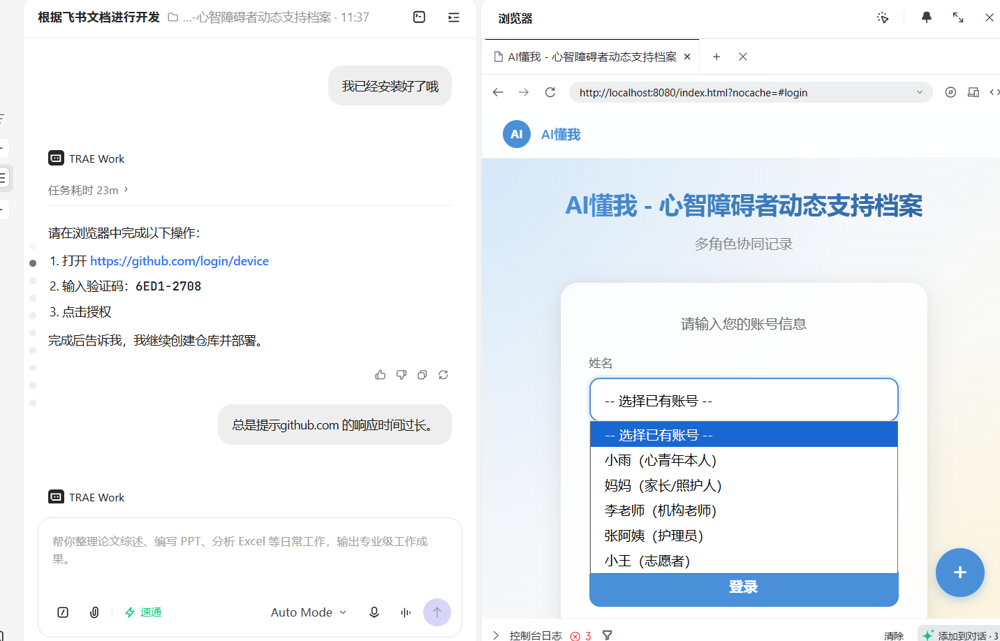 根据飞书文档进行开发 ...-心智障碍者动态支持档案 · 11:37
我已经安装好了哦
TRAE Work
任务耗时 23m
请在浏览器中完成以下操作：
1. 打开 https://github.com/login/device
2. 输入验证码：6ED1-2708
3. 点击授权
完成后告诉我，我继续创建仓库并部署。
总是提示github.com 的响应时间过长。
TRAE Work
帮你整理论文综述、编写 PPT、分析 Excel 等日常工作，输出专业级工作成
果。
速通
Auto Mode
浏览器
AI懂我 - 心智障碍者动态支持档案
http://localhost:8080/index.html?nocache=#login
AI AI懂我
AI懂我 - 心智障碍者动态支持档案
多角色协同记录
请输入您的账号信息
姓名
-- 选择已有账号 --
-- 选择已有账号 --
小雨（心青年本人）
妈妈（家长/照护人）
李老师（机构老师）
张阿姨（护理员）
小王（志愿者）
登录
控制台日志 3
清除
添加到对话 · 3